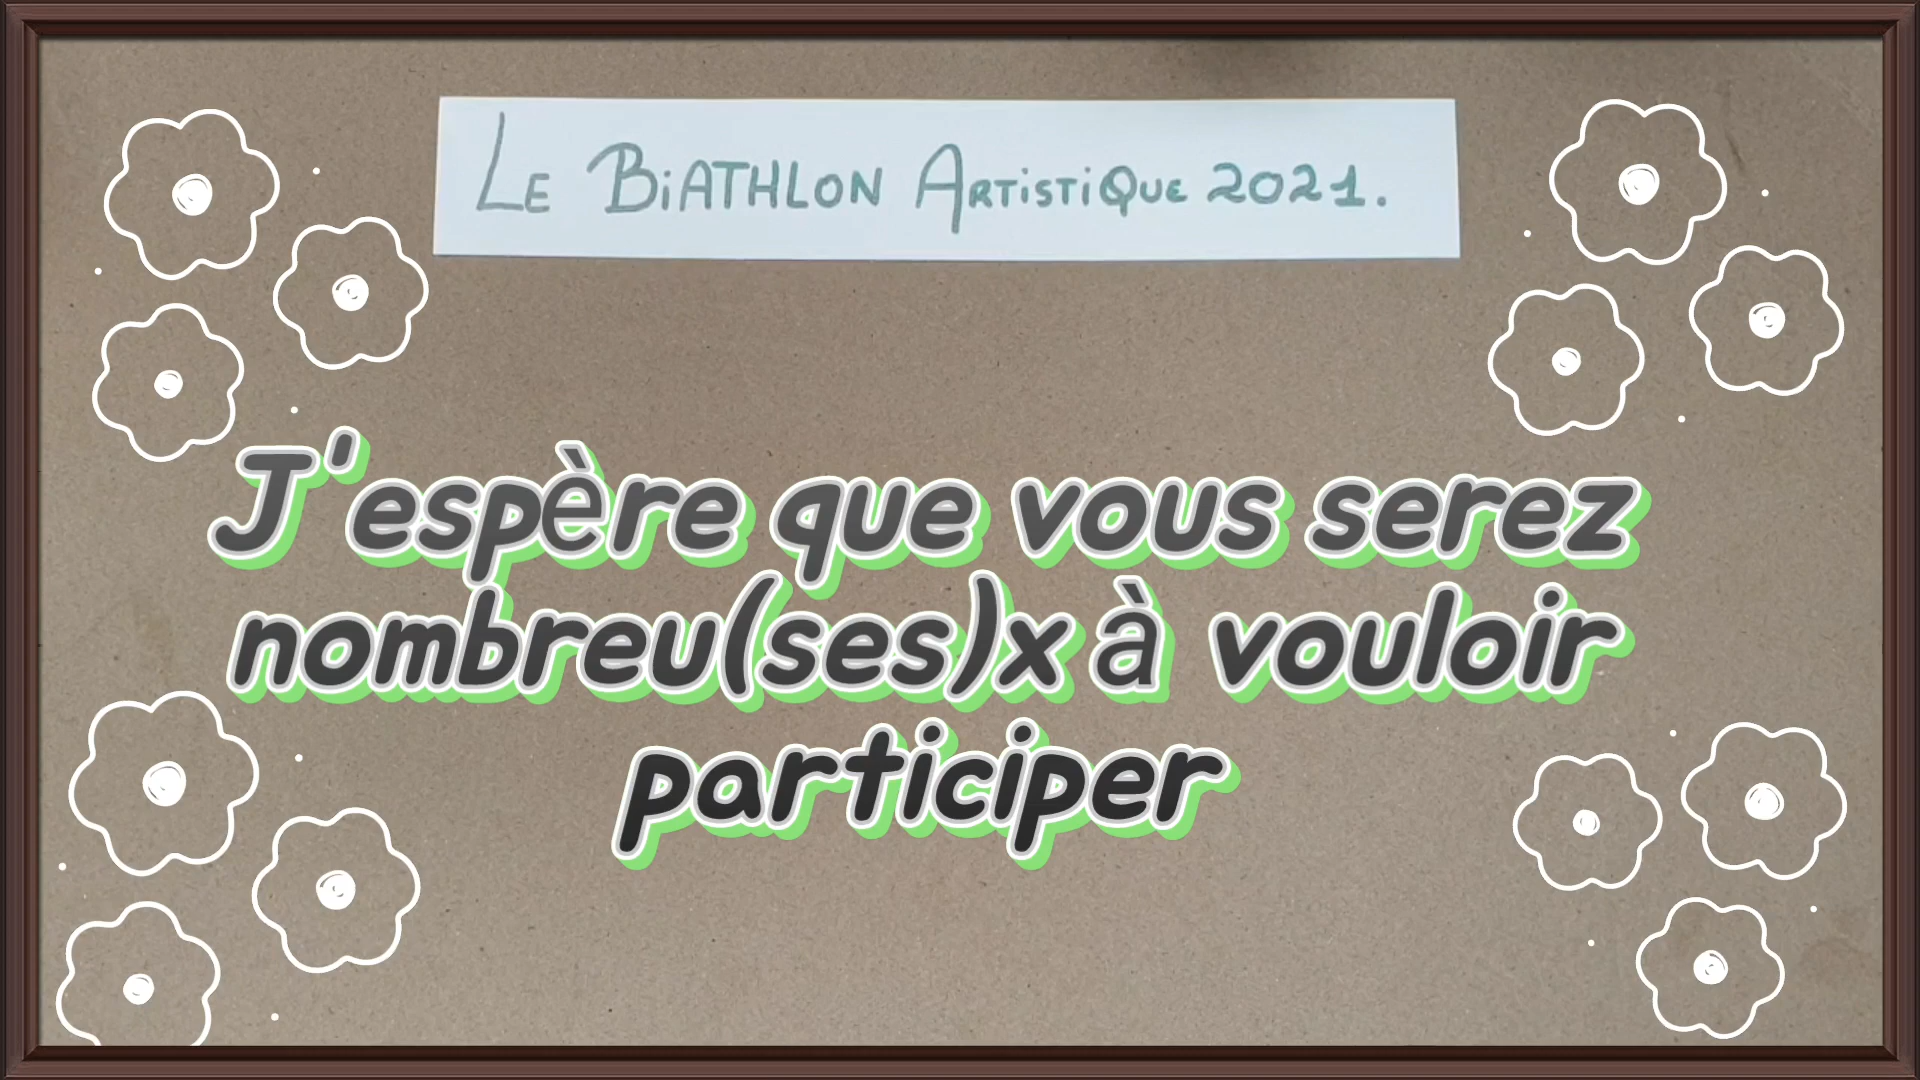 LE BiATHLON ARTiSTiQUE 2021.
J'espère que vous serez
nombreu(ses)x à vouloir
participer